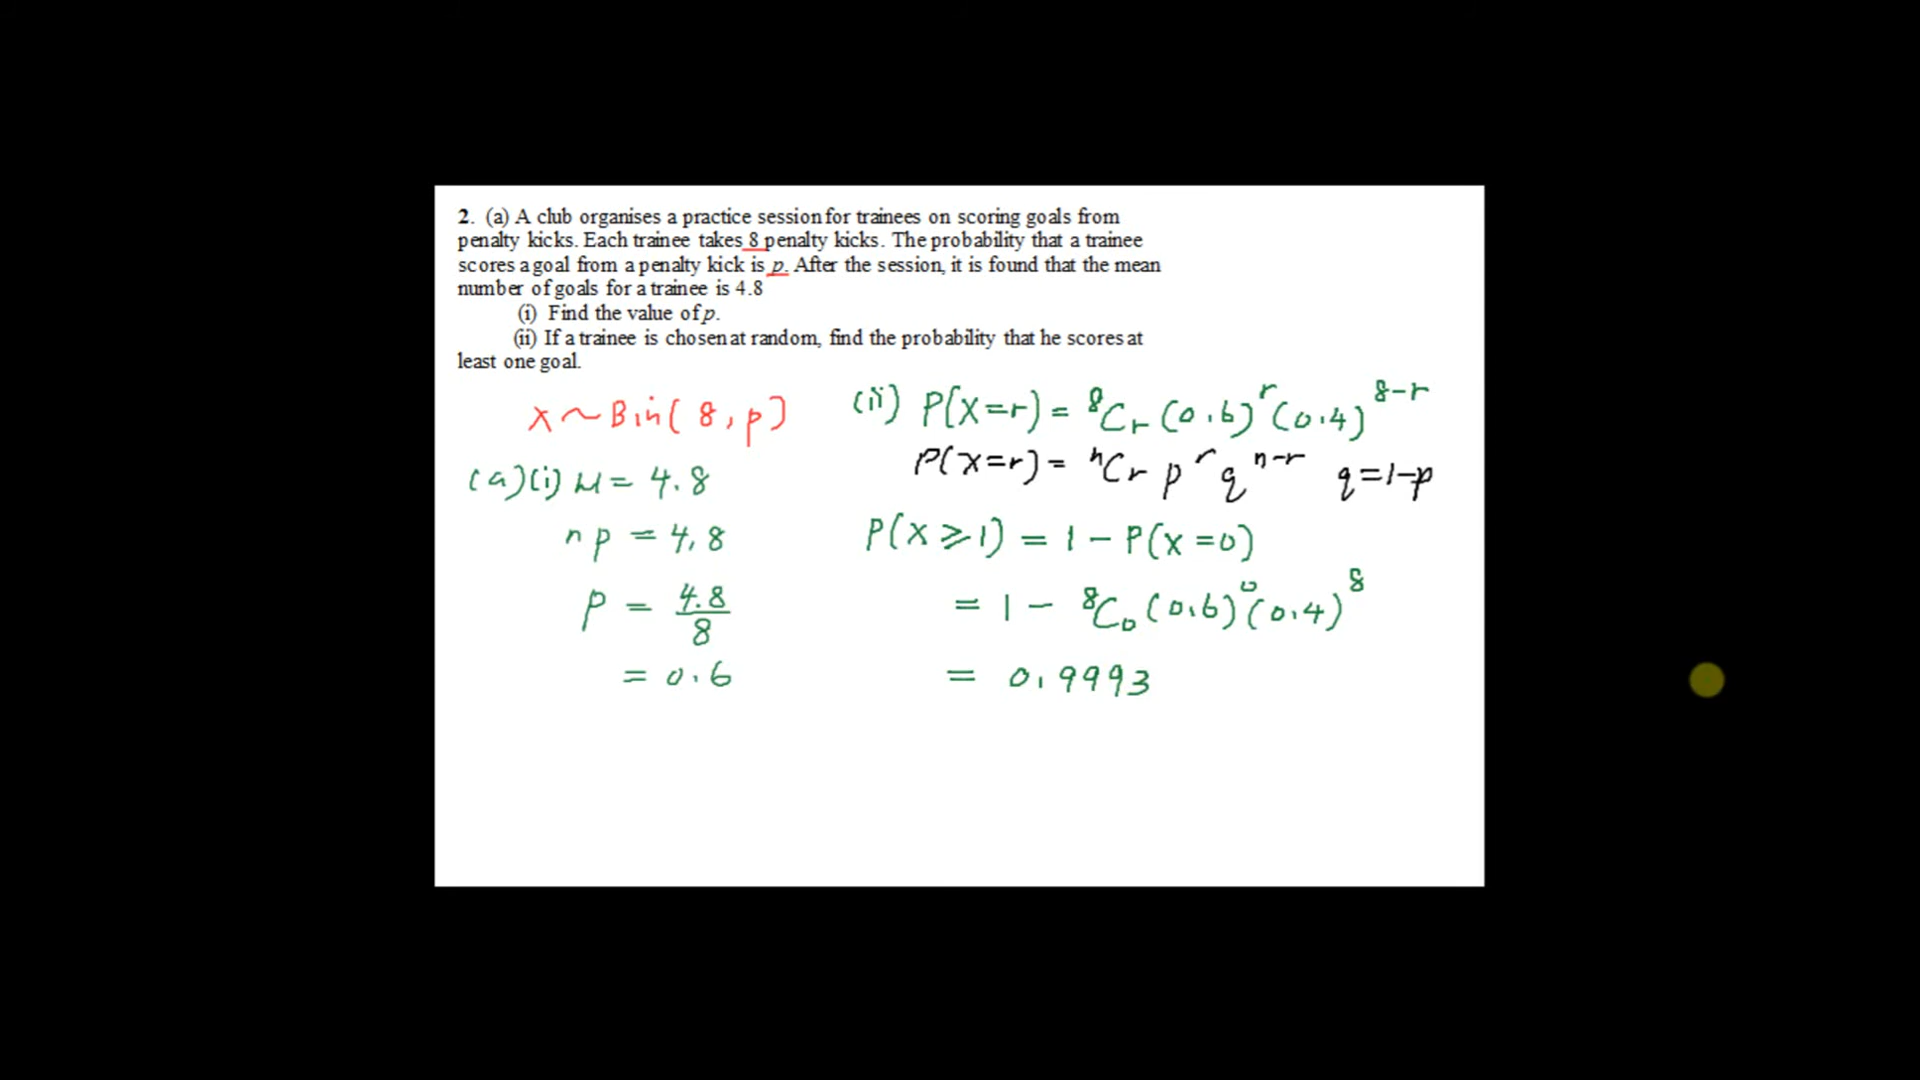 2. (a) A club organises a practice session for trainees on scoring goals from
penalty kicks. Each trainee takes 8 penalty kicks. The probability that a trainee
scores a goal from a penalty kick is p. After the session, it is found that the mean
number of goals for a trainee is 4.8
(i) Find the value of p.
(ii) If a trainee is chosen at random, find the probability that he scores at
least one goal.
X ~ Bin( 8 , p )
(a)(i) μ = 4.8
n p = 4.8
p = 4.8/8
= 0.6
(ii) P(X=r) = ⁸Cᵣ (0.6)^r (0.4)^(8-r)
P(X=r) = ⁿCᵣ p^r q^(n-r) q=1-p
P(X ⩾ 1) = 1 - P(X = 0)
= 1 - ⁸C₀ (0.6)⁰ (0.4)⁸
= 0.9993